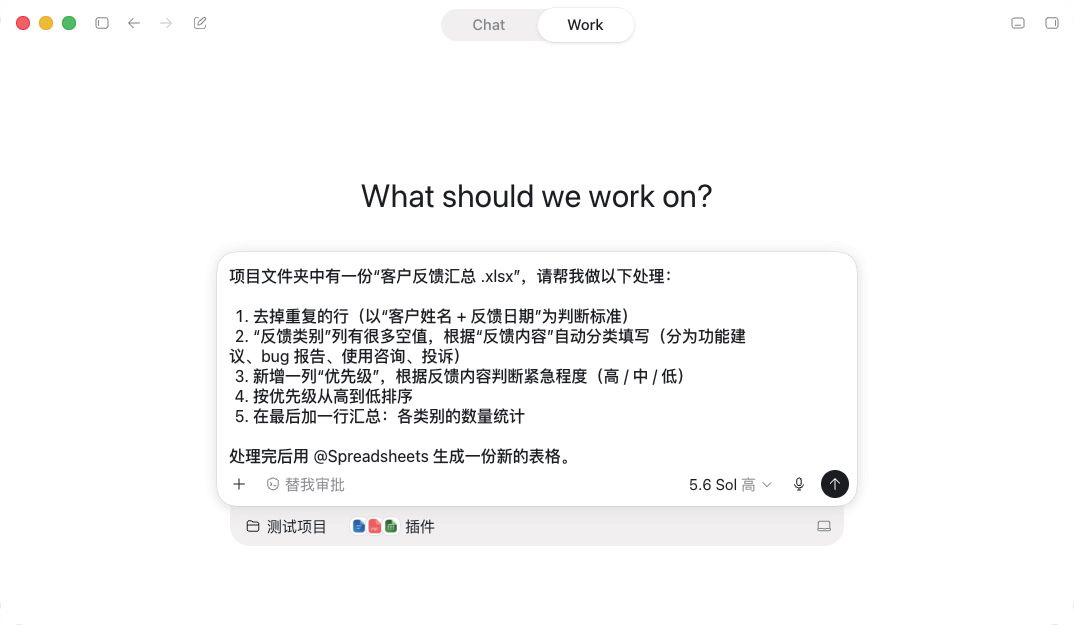 Chat
Work
What should we work on?
项目文件夹中有一份“客户反馈汇总 .xlsx”，请帮我做以下处理：
1. 去掉重复的行（以“客户姓名 + 反馈日期”为判断标准）
2. “反馈类别”列有很多空值，根据“反馈内容”自动分类填写（分为功能建
议、bug 报告、使用咨询、投诉）
3. 新增一列“优先级”，根据反馈内容判断紧急程度（高 / 中 / 低）
4. 按优先级从高到低排序
5. 在最后加一行汇总：各类别的数量统计
处理完后用 @Spreadsheets 生成一份新的表格。
替我审批
5.6 Sol 高
测试项目
插件